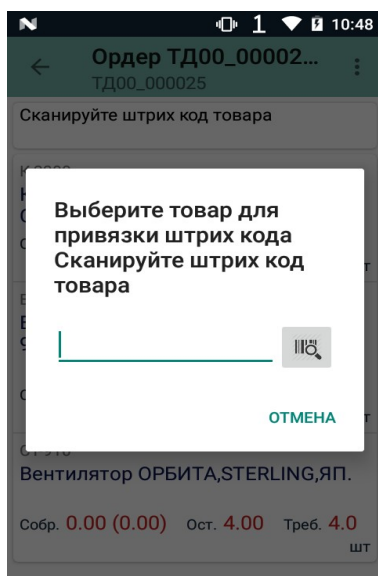 1 10:48
Ордер ТД00_00002...
ТД00_000025
Сканируйте штрих код товара
Выберите товар для
привязки штрих кода
Сканируйте штрих код
товара
ОТМЕНА
Вентилятор ОРБИТА,STERLING,ЯП.
Собр. 0.00 (0.00) Ост. 4.00 Треб. 4.0
шт